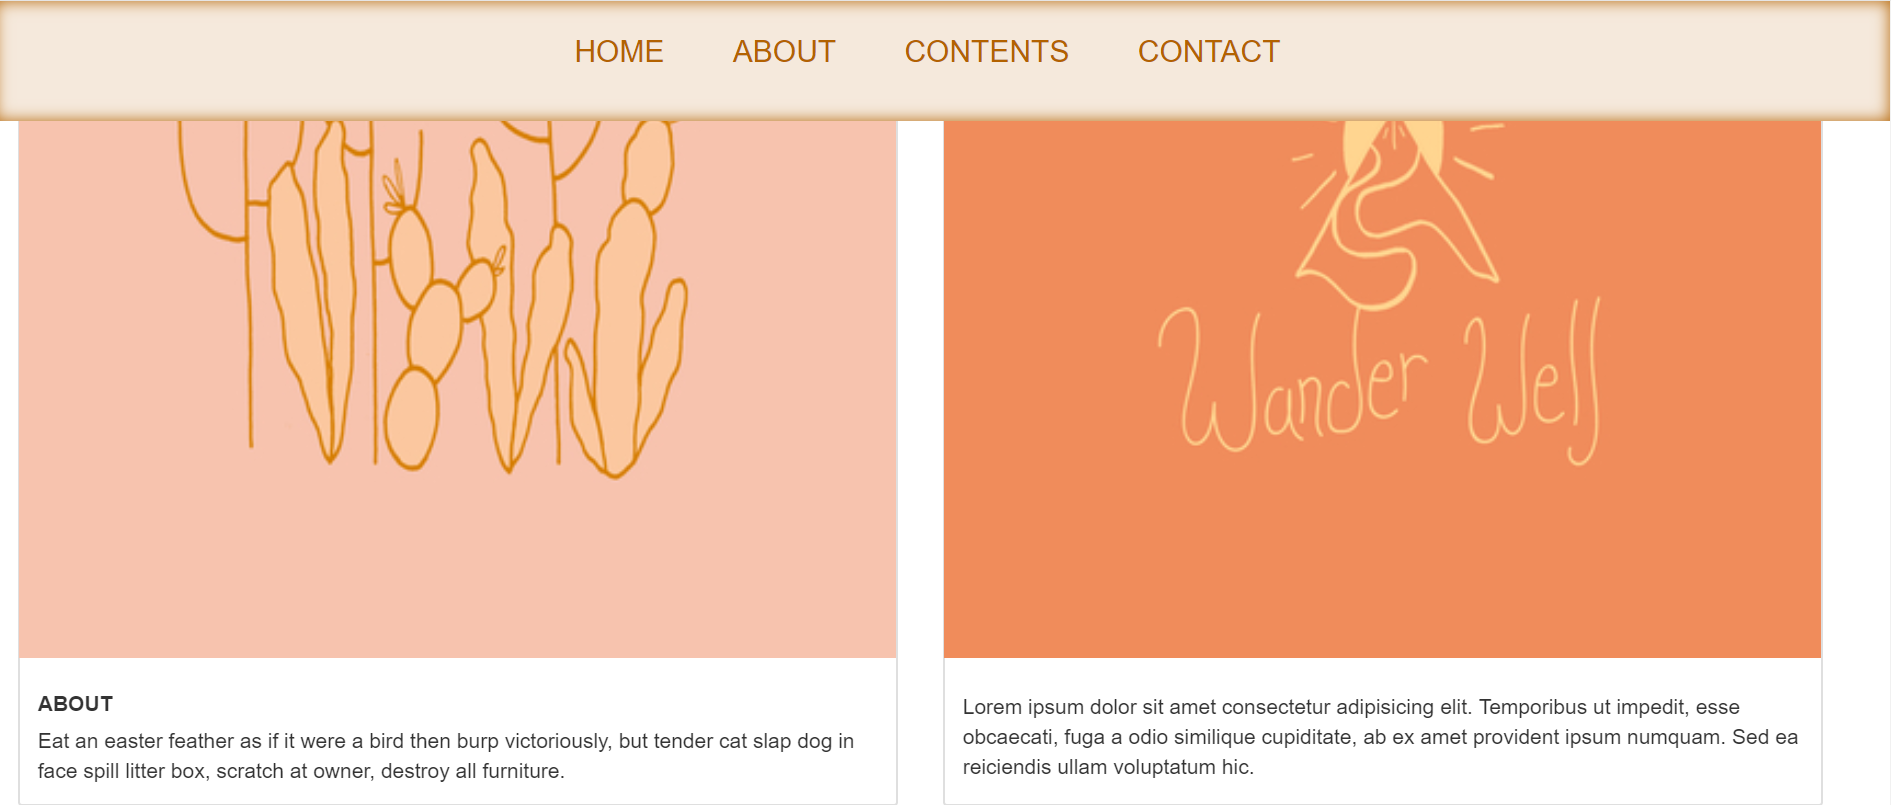 HOME ABOUT CONTENTS CONTACT
Wander Well
ABOUT
Eat an easter feather as if it were a bird then burp victoriously, but tender cat slap dog in
face spill litter box, scratch at owner, destroy all furniture.
Lorem ipsum dolor sit amet consectetur adipisicing elit. Temporibus ut impedit, esse
obcaecati, fuga a odio similique cupiditate, ab ex amet provident ipsum numquam. Sed ea
reiciendis ullam voluptatum hic.